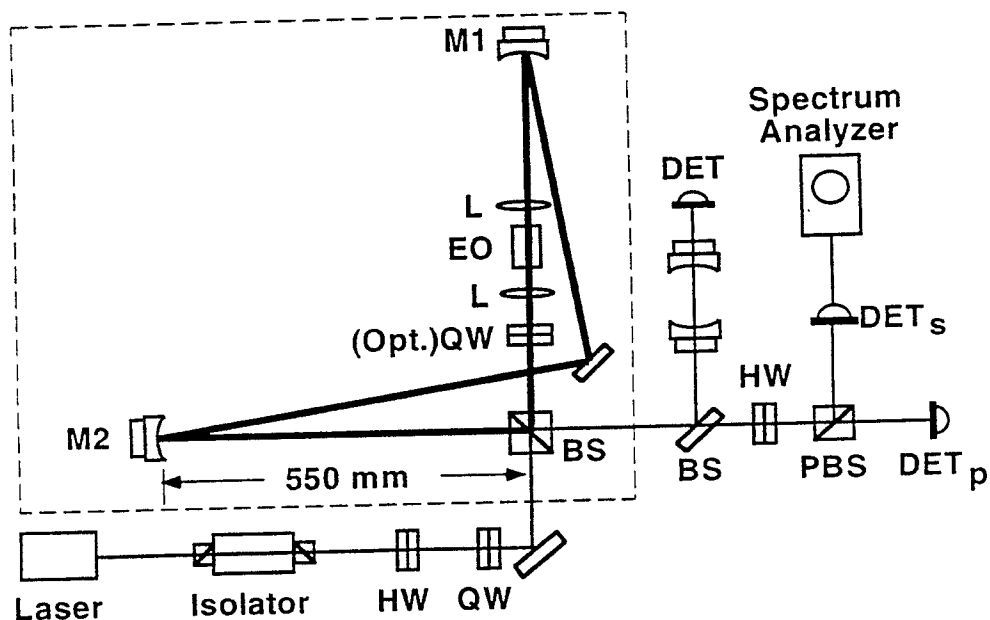 M1
Spectrum
Analyzer
DET
L
EO
L
DETs
(Opt.)QW
HW
M2
BS
BS
PBS
DETp
550 mm
Laser
Isolator
HW
QW